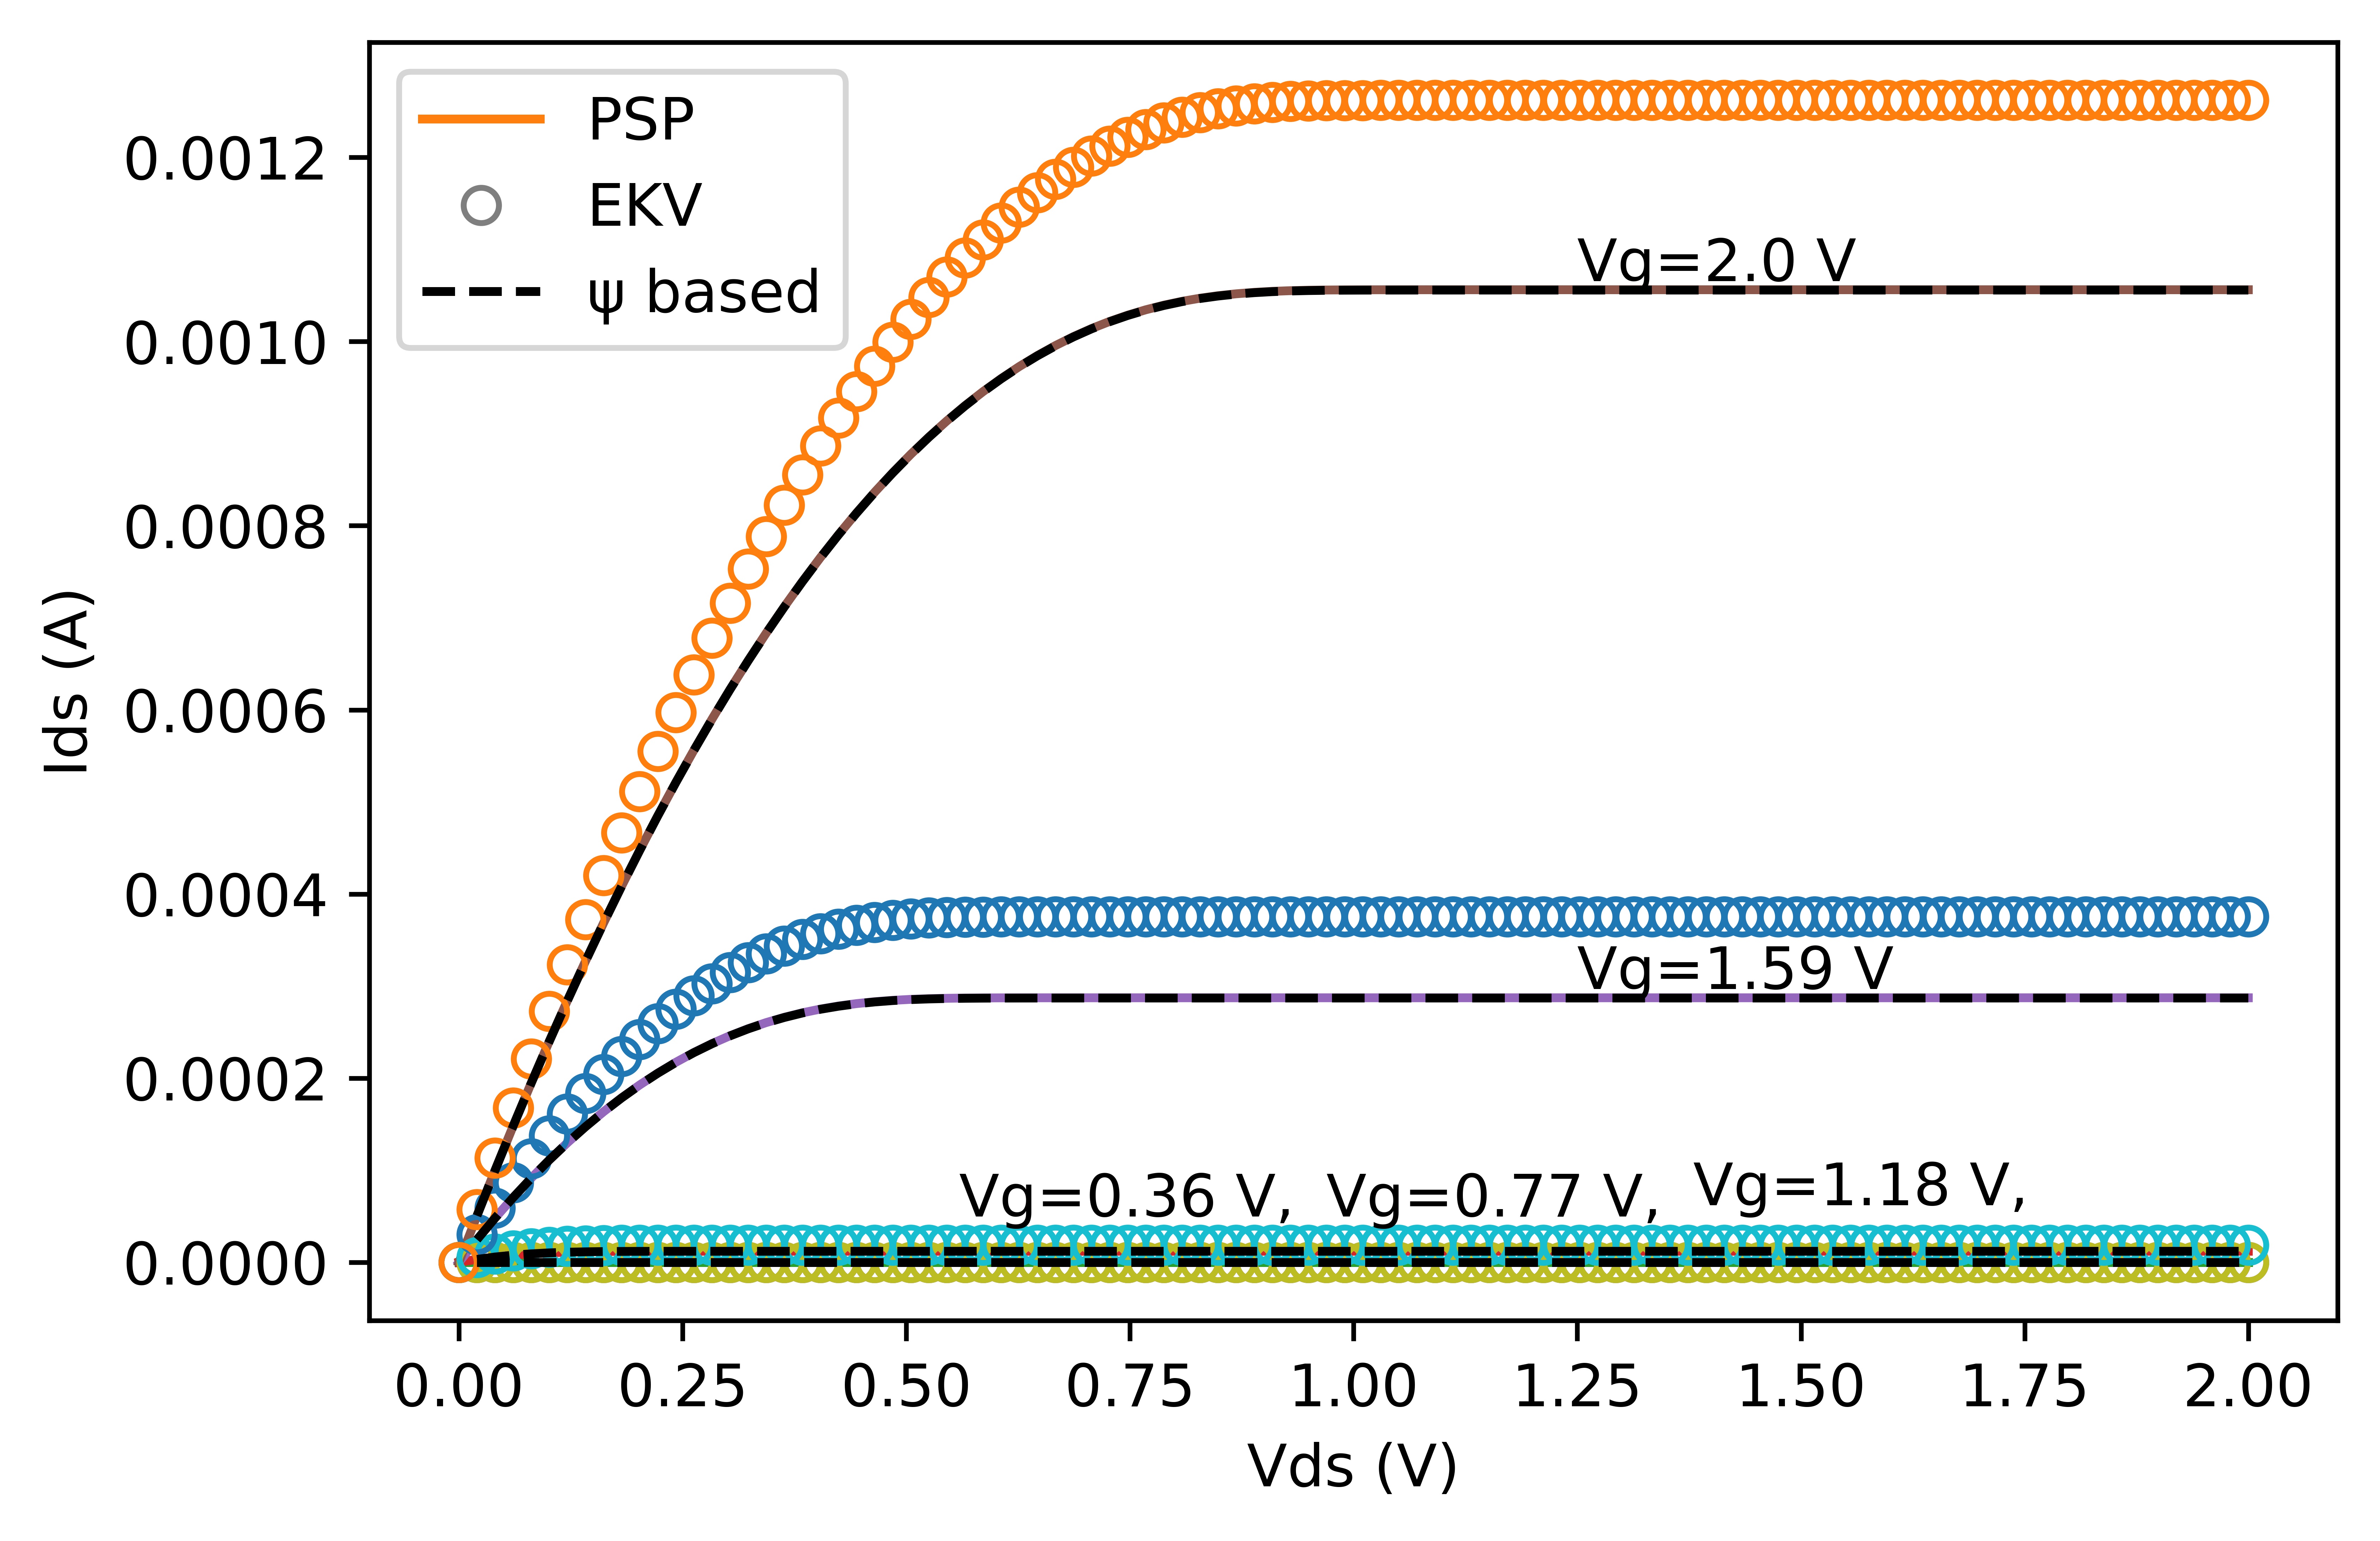 PSP
EKV
ψ based
Vg=2.0 V
Vg=1.59 V
Vg=0.36 V, Vg=0.77 V, Vg=1.18 V,
Ids (A)
0.0012
0.0010
0.0008
0.0006
0.0004
0.0002
0.0000
0.00 0.25 0.50 0.75 1.00 1.25 1.50 1.75 2.00
Vds (V)